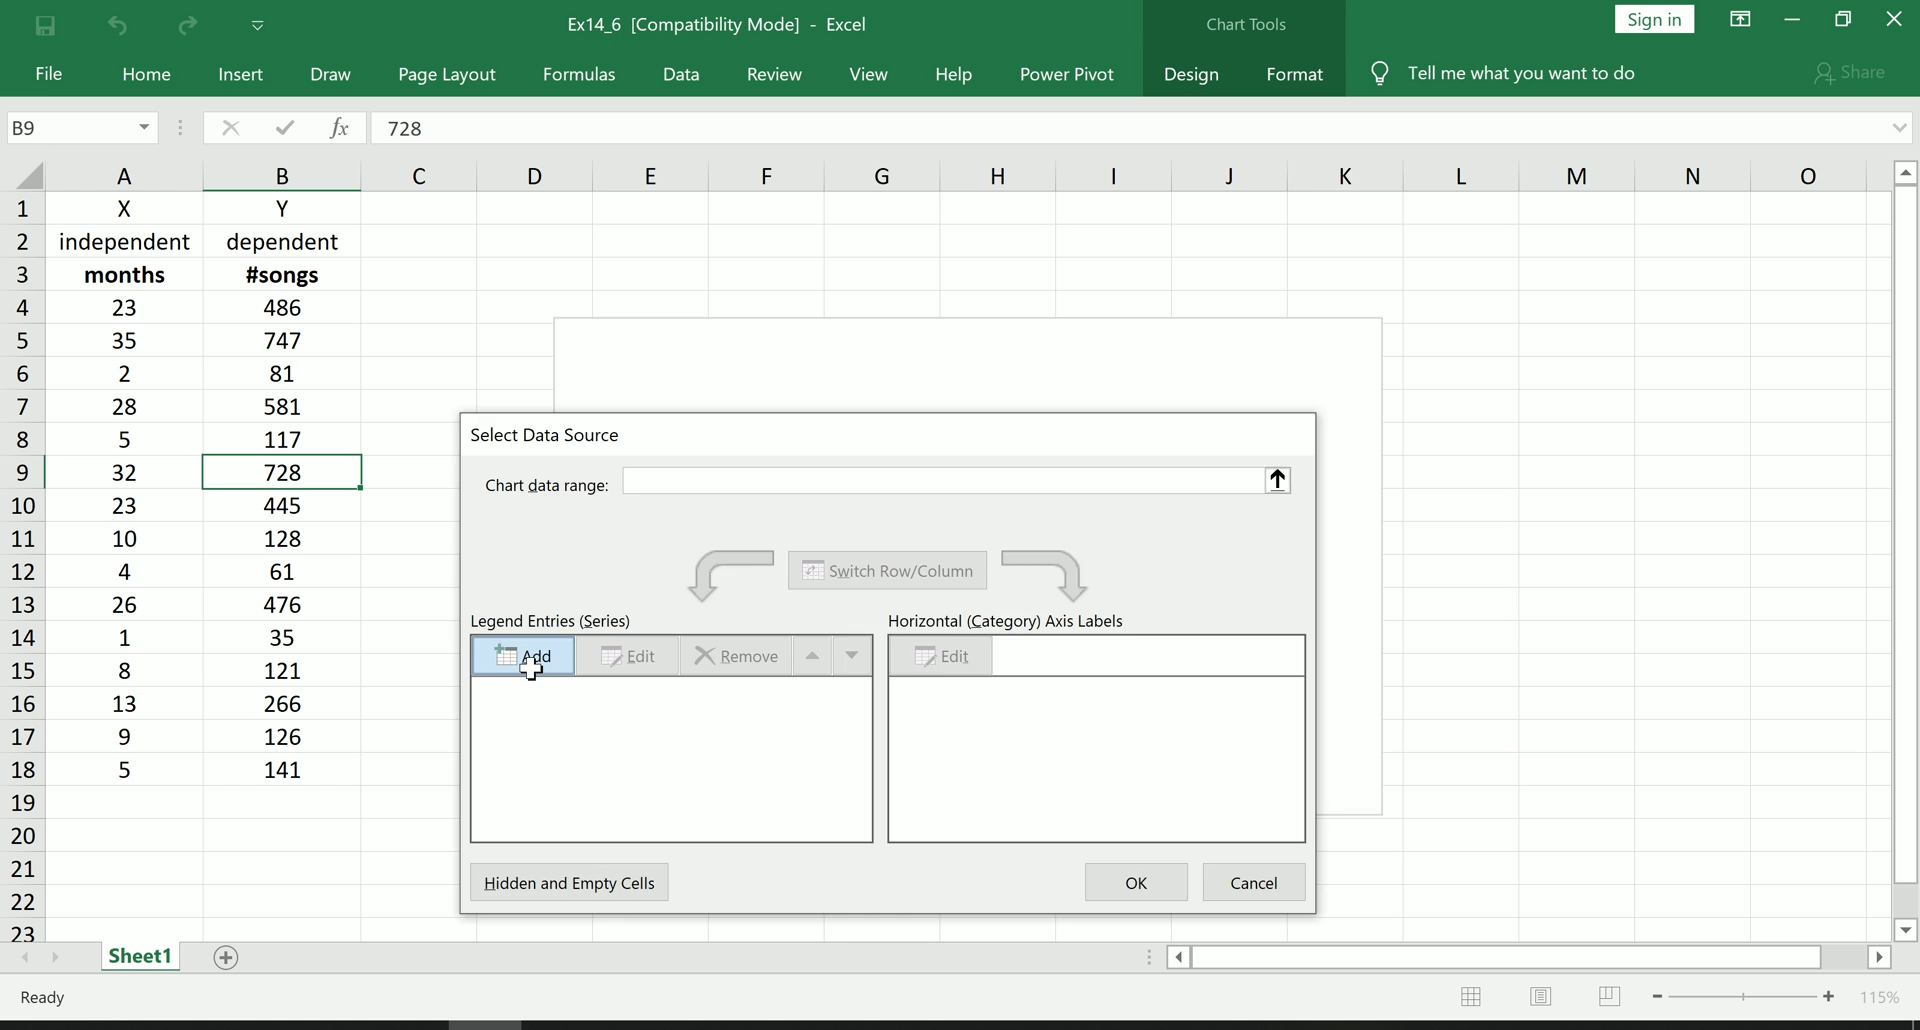 Ex14_6 [Compatibility Mode] - Excel
Chart Tools
Sign in
File Home Insert Draw Page Layout Formulas Data Review View Help Power Pivot Design Format Tell me what you want to do Share
B9 fx 728
A B C D E F G H I J K L M N O
1 X Y
2 independent dependent
3 months #songs
4 23 486
5 35 747
6 2 81
7 28 581
8 5 117
9 32 728
10 23 445
11 10 128
12 4 61
13 26 476
14 1 35
15 8 121
16 13 266
17 9 126
18 5 141
19
20
21
22
23
Select Data Source
Chart data range:
Switch Row/Column
Legend Entries (Series) Horizontal (Category) Axis Labels
Add Edit Remove Edit
Hidden and Empty Cells OK Cancel
Sheet1
Ready 115%